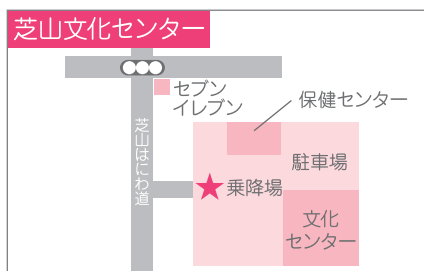 芝山文化センター
セブン
イレブン
保健センター
芝山はにわ道
駐車場
乗降場
文化
センター